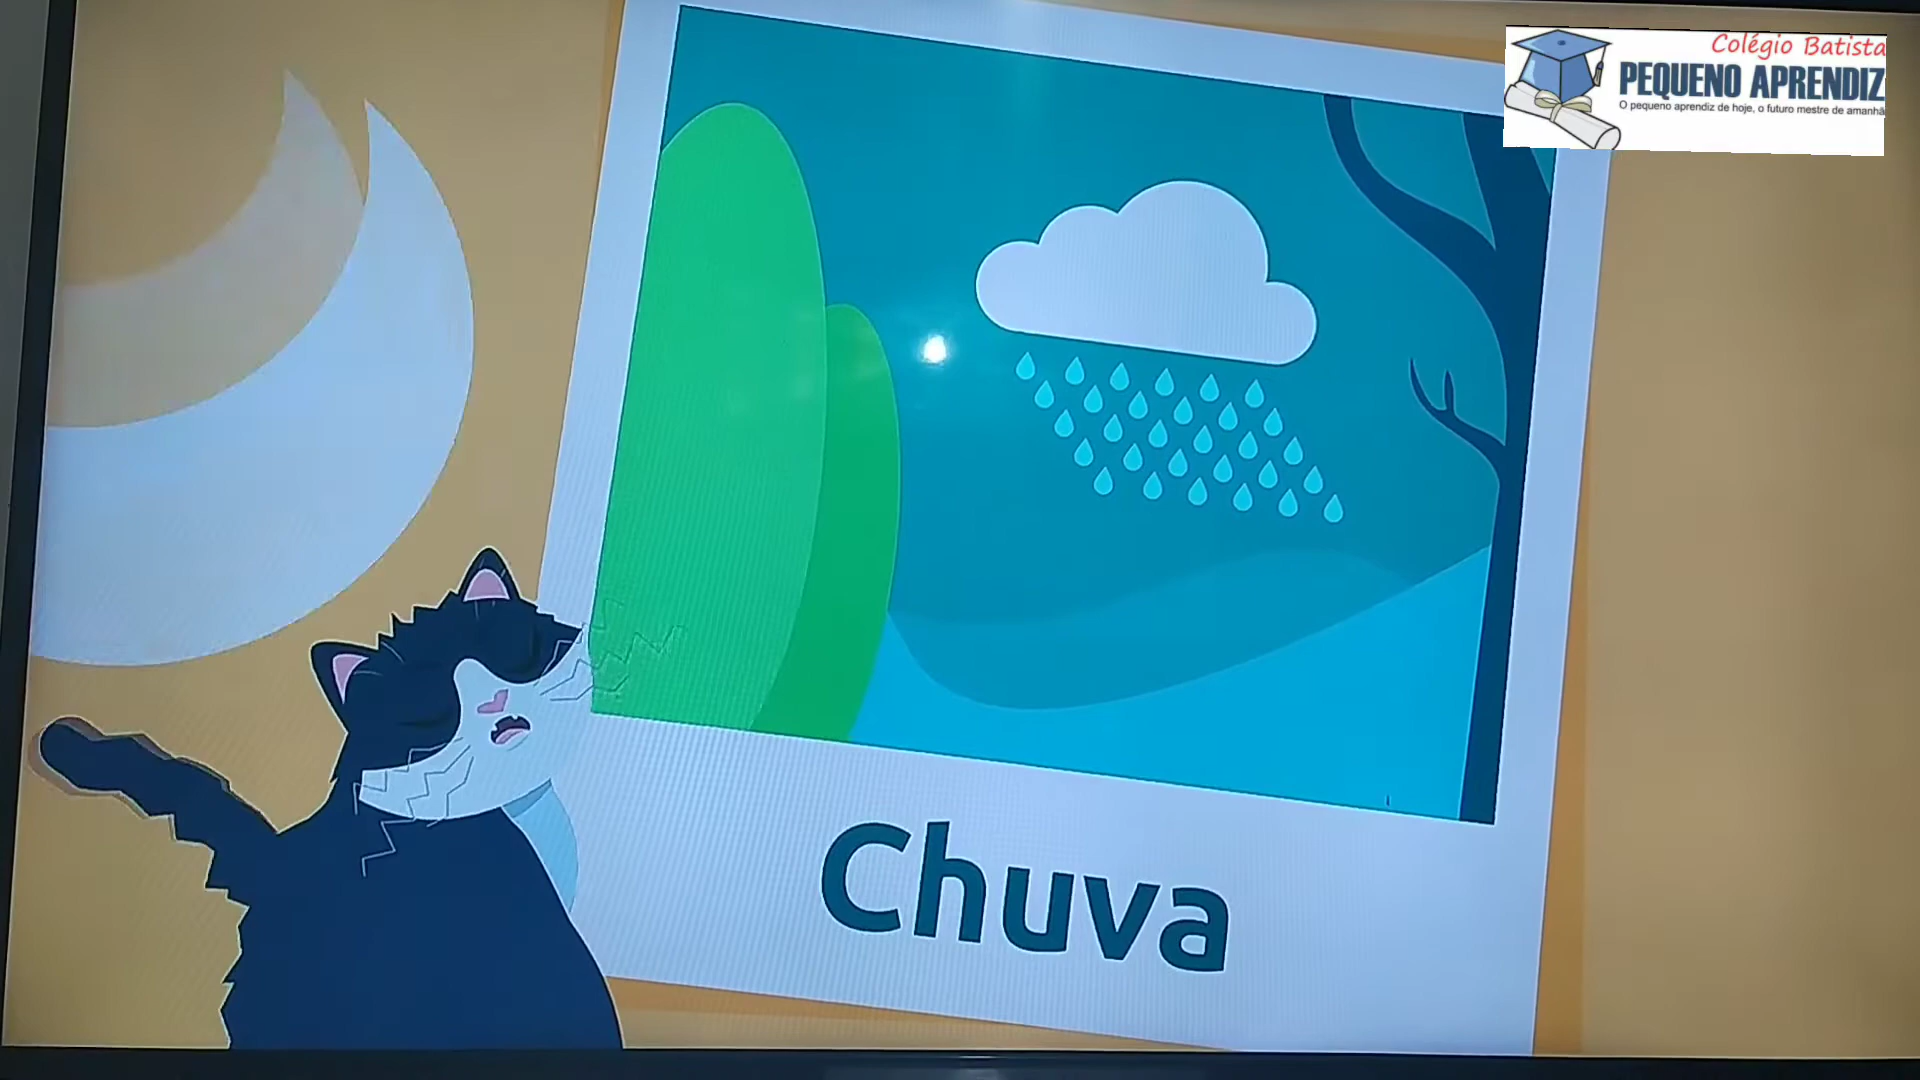 Colégio Batista
PEQUENO APRENDIZ
O pequeno aprendiz de hoje, o futuro mestre de amanhã
Chuva